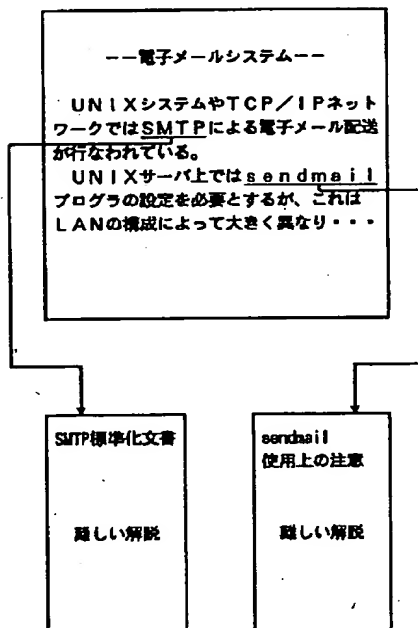 ――電子メールシステム――
UNIXシステムやTCP/IPネット
ワークではSMTPによる電子メール配送
が行なわれている。
UNIXサーバ上ではsendmail
プログラの設定を必要とするが、これは
LANの構成によって大きく異なり・・・
SMTP標準化文書
難しい解説
sendmail
使用上の注意
難しい解説